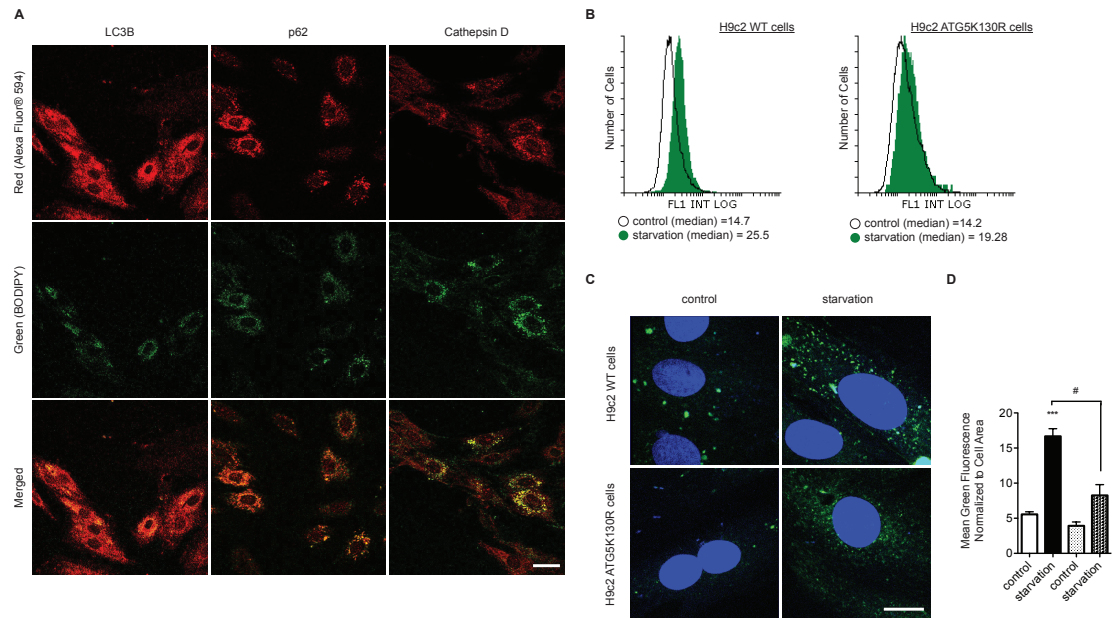 A
LC3B
p62
Cathepsin D
Red (Alexa Fluor® 594)
Green (BODIPY)
Merged
B
H9c2 WT cells
H9c2 ATG5K130R cells
Number of Cells
Number of Cells
FL1 INT LOG
FL1 INT LOG
control (median) =14.7
starvation (median) = 25.5
control (median) =14.2
starvation (median) = 19.28
C
control
starvation
H9c2 WT cells
H9c2 ATG5K130R cells
D
#
***
20
15
10
5
0
Mean Green Fluorescence
Normalized to Cell Area
control
starvation
control
starvation